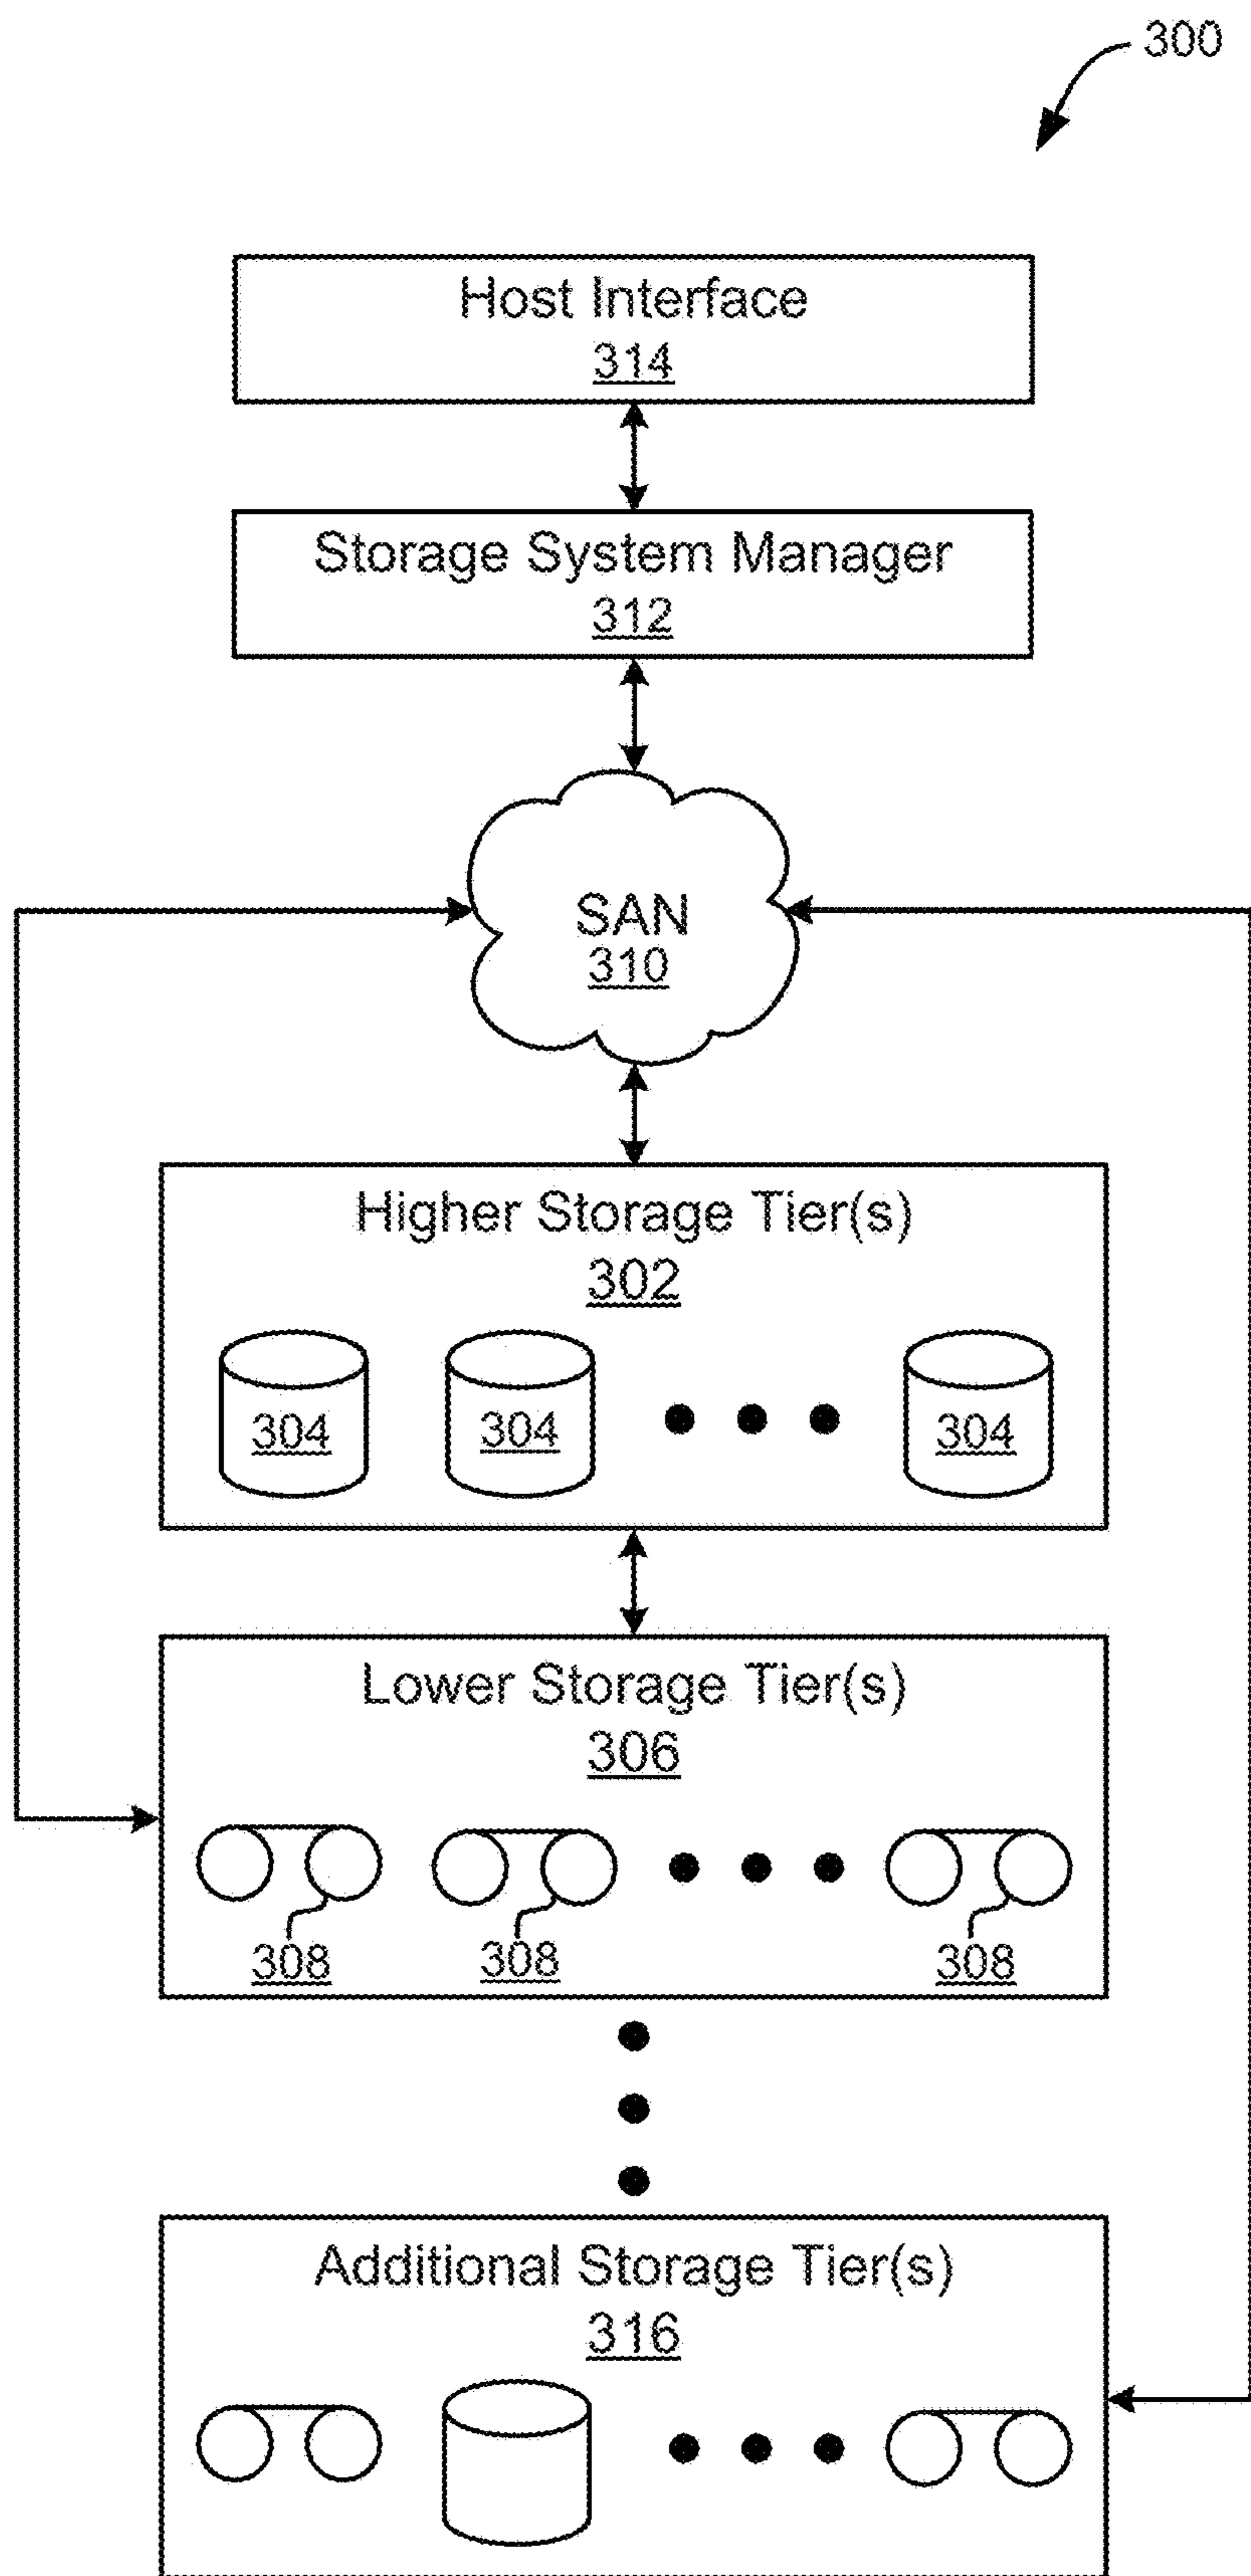 300
Host Interface
314
Storage System Manager
312
SAN
310
Higher Storage Tier(s)
302
304 304 304
Lower Storage Tier(s)
306
308 308 308
Additional Storage Tier(s)
316